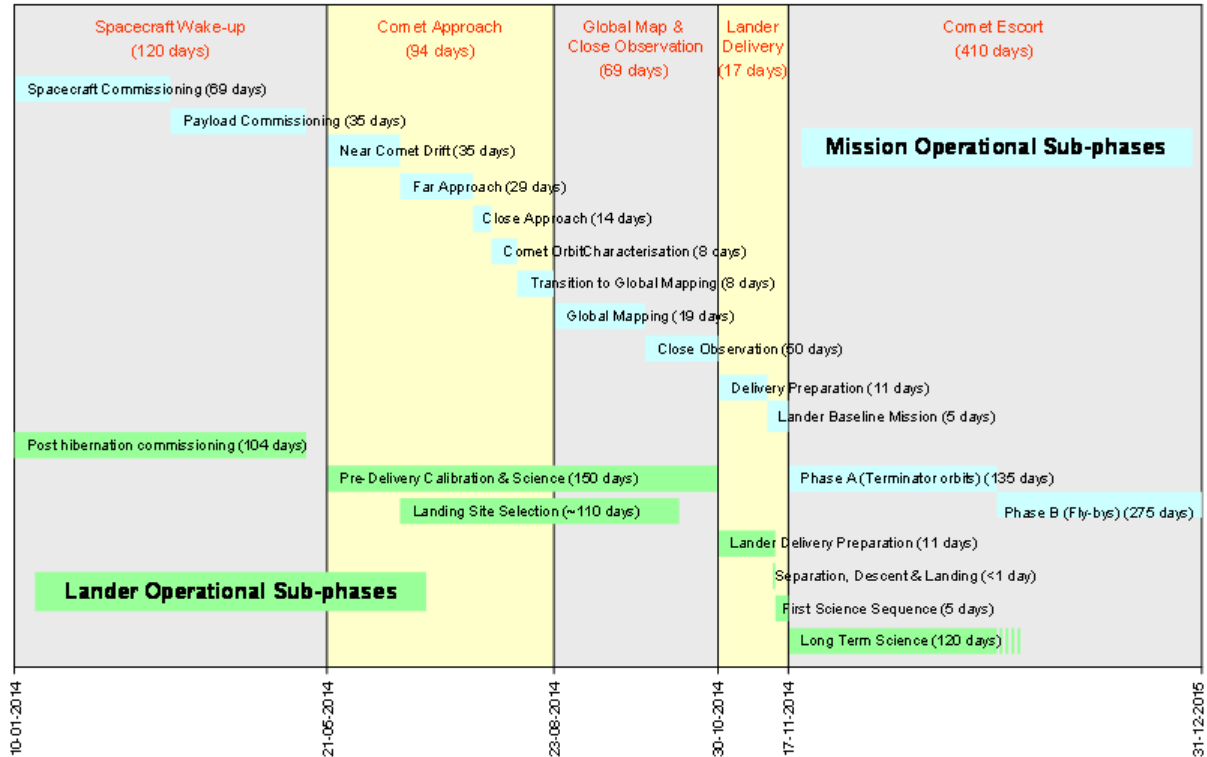 Spacecraft Wake-up
(120 days)
Comet Approach
(94 days)
Global Map &
Close Observation
(69 days)
Lander
Delivery
(17 days)
Comet Escort
(410 days)
Spacecraft Commissioning (69 days)
Payload Commissioning (35 days)
Near Comet Drift (35 days)
Mission Operational Sub-phases
Far Approach (29 days)
Close Approach (14 days)
Comet OrbitCharacterisation (8 days)
Transition to Global Mapping (8 days)
Global Mapping (19 days)
Close Observation (50 days)
Delivery Preparation (11 days)
Lander Baseline Mission (5 days)
Post hibernation commissioning (104 days)
Pre-Delivery Calibration & Science (150 days)
Phase A (Terminator orbits) (135 days)
Landing Site Selection (~110 days)
Phase B (Fly-bys) (275 days)
Lander Delivery Preparation (11 days)
Separation, Descent & Landing (<1 day)
Lander Operational Sub-phases
First Science Sequence (5 days)
Long Term Science (120 days)
10-01-2014
21-05-2014
23-08-2014
30-10-2014
17-11-2014
31-12-2015